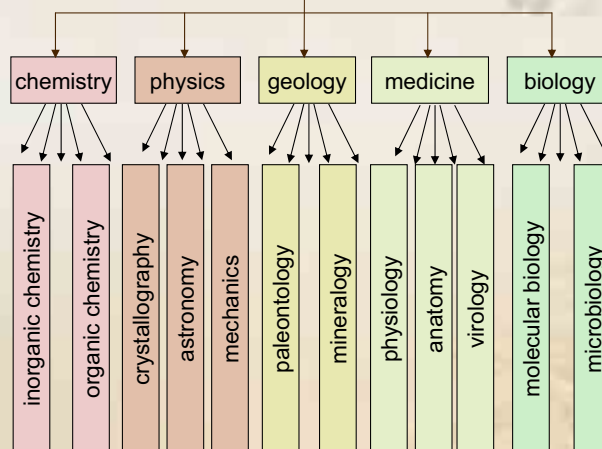 chemistry
physics
geology
medicine
biology
inorganic chemistry
organic chemistry
crystallography
astronomy
mechanics
paleontology
mineralogy
physiology
anatomy
virology
molecular biology
microbiology